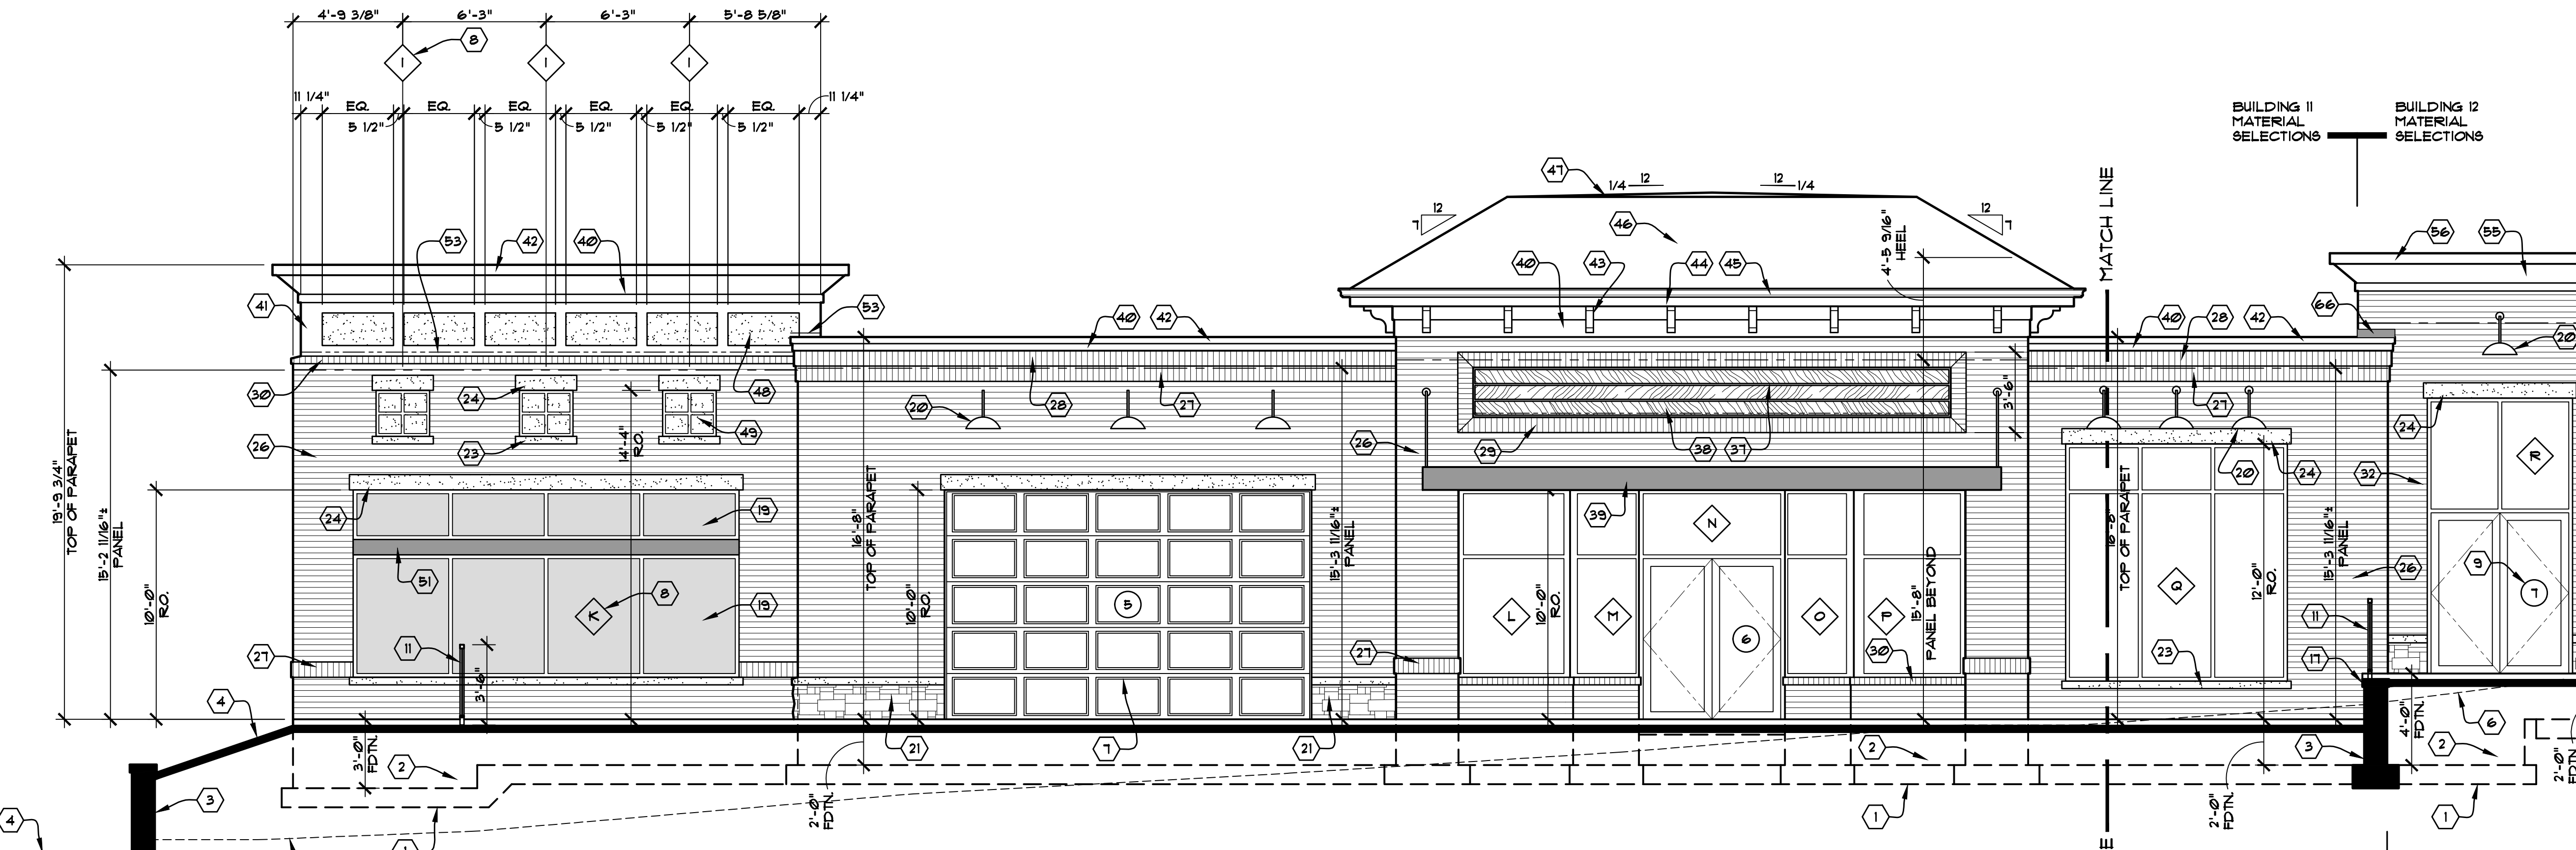 4'-9 3/8" 6'-3" 6'-3" 5'-8 5/8"
8
1 1 1
11 1/4" EQ. EQ. EQ. EQ. EQ. EQ. 11 1/4"
5 1/2" 5 1/2" 5 1/2" 5 1/2" 5 1/2"
BUILDING 11
MATERIAL
SELECTIONS
BUILDING 12
MATERIAL
SELECTIONS
47 1/4 12 12 1/4
12 7 46 12 7
53 42 40 56 55
40 43 44 45
4'-5 9/16"
HEEL
MATCH LINE
41 53 40 42 66 40 28 42
20
30 24 48 20 28 27 27 24
23 49
14'-4"
R.O.
3'-6"
26 26 29 38 37 20 24 32 R
19'-9 3/4"
TOP OF PARAPET
15'-2 11/16"±
PANEL
10'-0"
R.O.
24 19
16'-8"
TOP OF PARAPET
39 N
15'-3 11/16"±
PANEL
16'-8"
TOP OF PARAPET
12'-0"
R.O.
15'-3 11/16"±
PANEL
26
51 K 8 19
10'-0"
R.O.
5
L M
10'-0"
R.O.
6 O P
15'-8"
PANEL BEYOND
Q 9 7
11
27 11 27 30 23 17
3'-6"
4 21 7 21 2 3 2 6
3'-0"
FDTN.
2
4'-0"
FDTN.
3
2'-0"
FDTN.
1
2'-0"
FDTN.
1
2'-0"
FDTN.
4
1